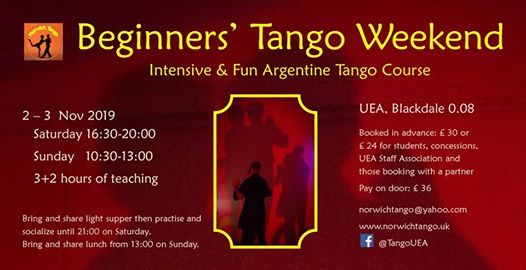 Norwich Tango
Beginners' Tango Weekend
Intensive & Fun Argentine Tango Course
2 – 3 Nov 2019
Saturday 16:30-20:00
Sunday 10:30-13:00
3+2 hours of teaching
Bring and share light supper then practise and
socialize until 21:00 on Saturday.
Bring and share lunch from 13:00 on Sunday.
UEA, Blackdale 0.08
Booked in advance: £ 30 or
£ 24 for students, concessions,
UEA Staff Association and
those booking with a partner
Pay on door: £ 36
norwichtango@yahoo.com
www.norwichtango.uk
f @TangoUEA